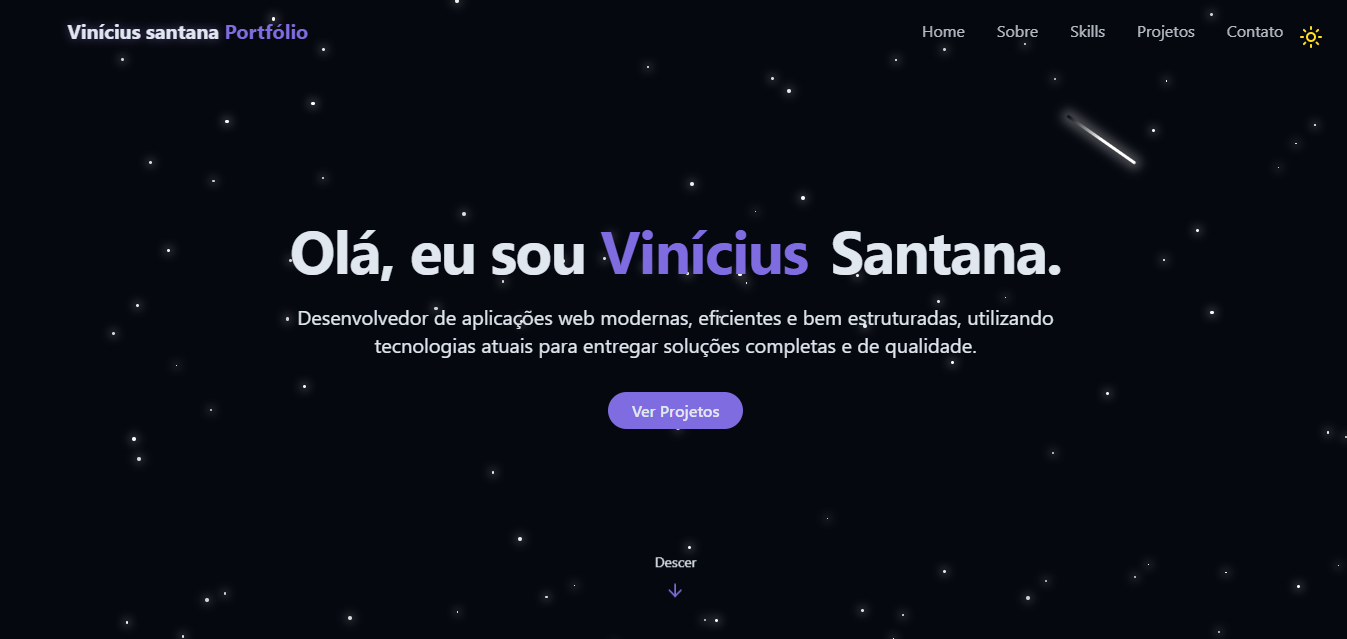 Vinícius santana Portfólio
Home Sobre Skills Projetos Contato
Olá, eu sou Vinícius Santana.
Desenvolvedor de aplicações web modernas, eficientes e bem estruturadas, utilizando
tecnologias atuais para entregar soluções completas e de qualidade.
Ver Projetos
Descer